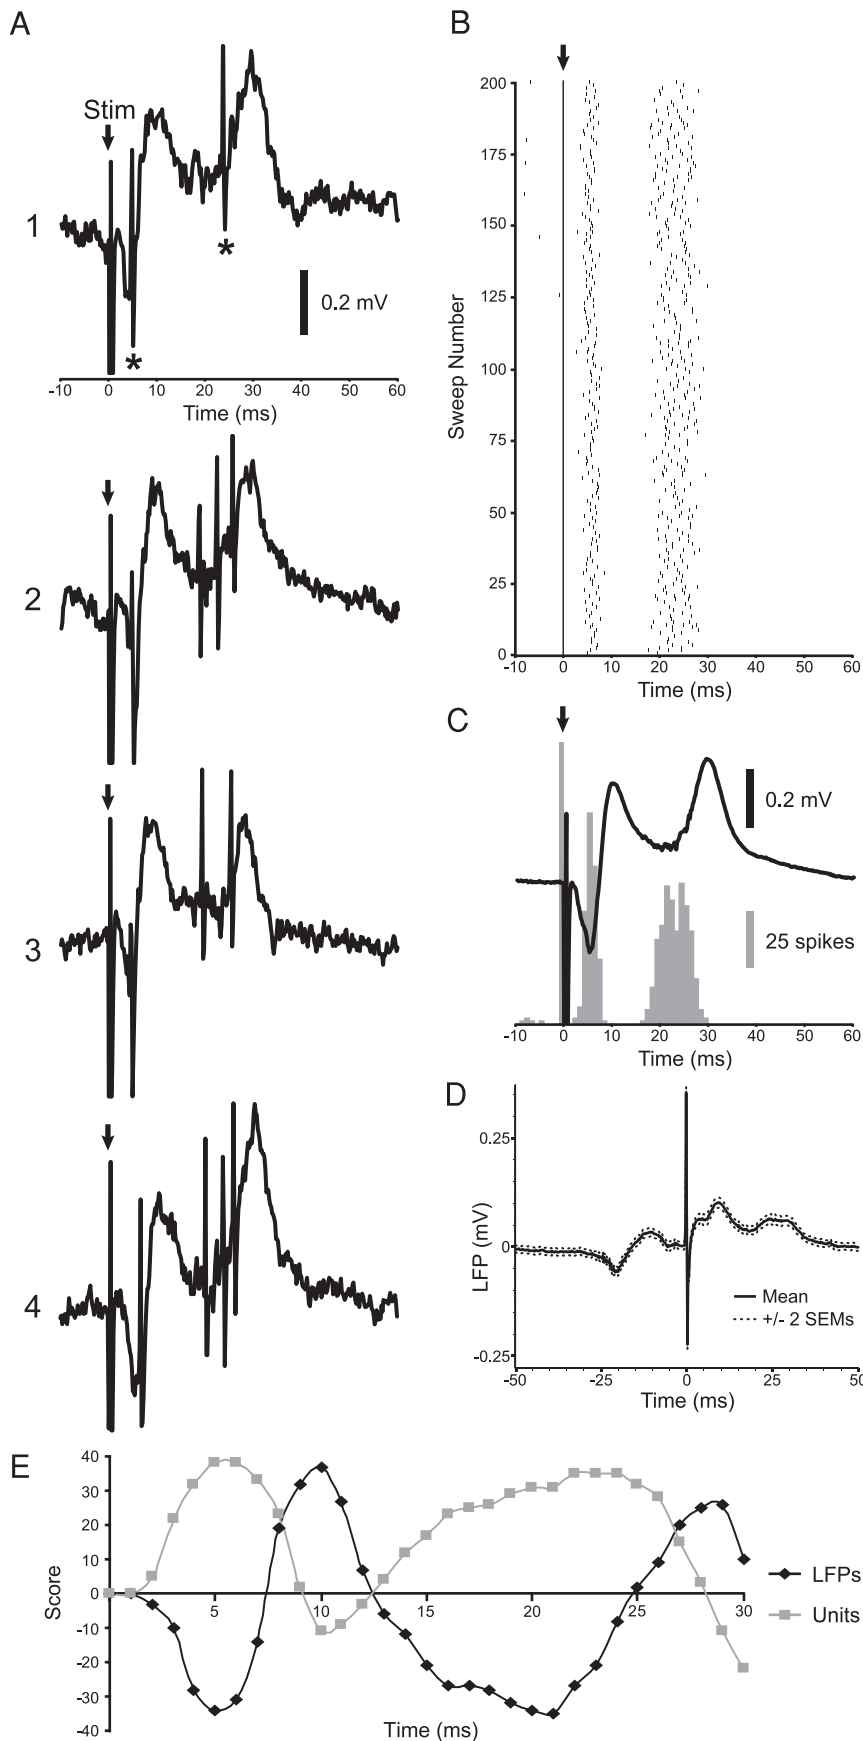 A
Stim
1
*
*
0.2 mV
-10 0 10 20 30 40 50 60
Time (ms)
2
3
4
B
200
175
150
125
100
75
50
25
0
Sweep Number
-10 0 10 20 30 40 50 60
Time (ms)
C
0.2 mV
25 spikes
-10 0 10 20 30 40 50 60
Time (ms)
D
0.25
0
-0.25
LFP (mV)
Mean
+/- 2 SEMs
-50 -25 0 25 50
Time (ms)
E
40
30
20
10
0
-10
-20
-30
-40
Score
5 10 15 20 25 30
Time (ms)
LFPs
Units